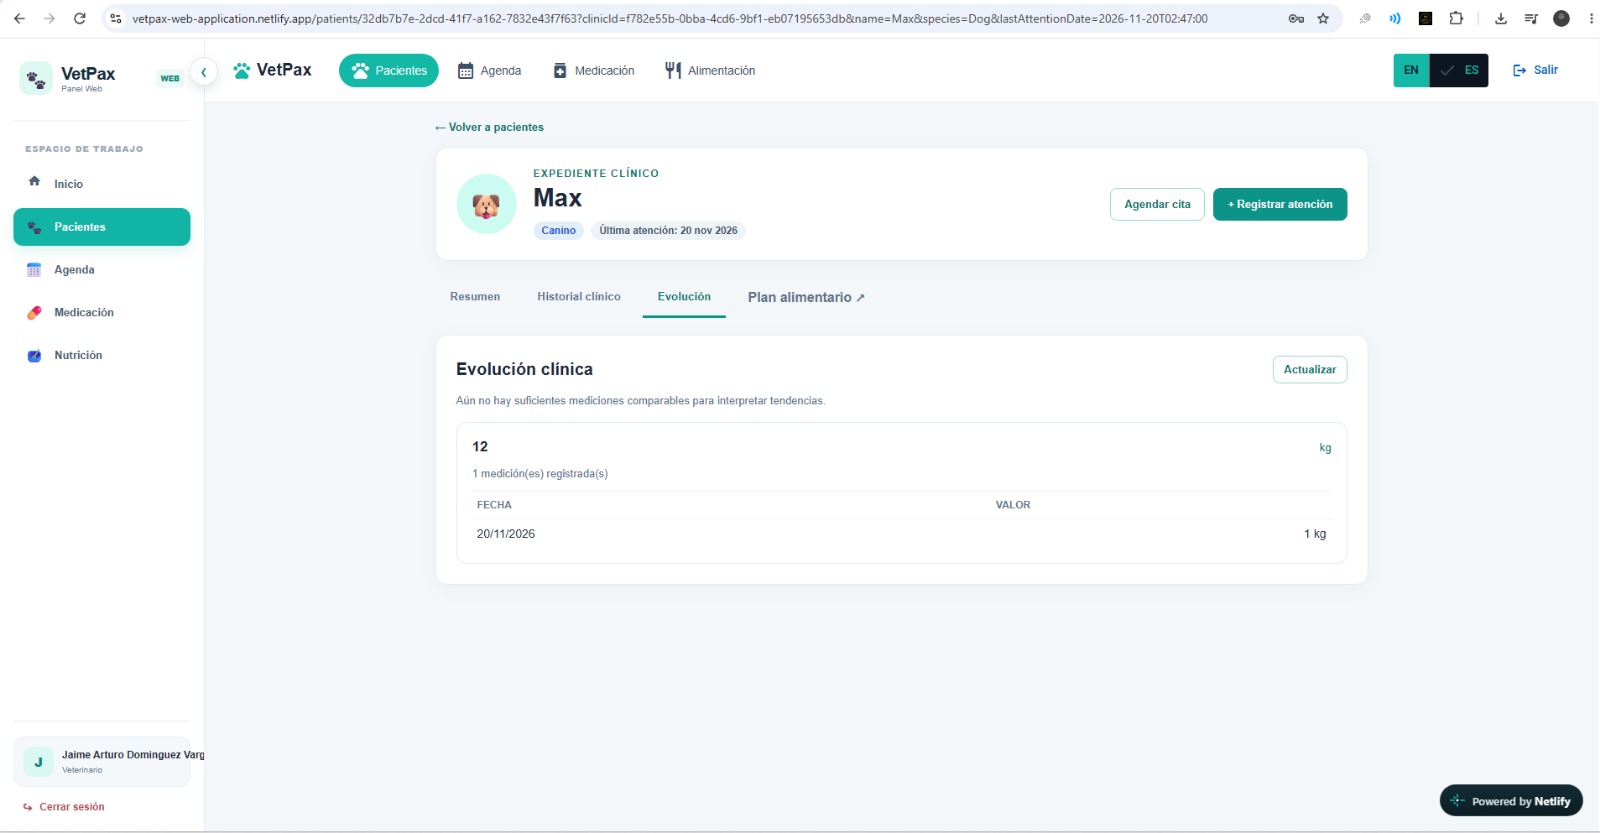 vetpax-web-application.netlify.app/patients/32db7b7e-2dcd-41f7-a162-7832e43f7f63?clinicId=f782e55b-0bba-4cd6-9bf1-eb07195653db&name=Max&species=Dog&lastAttentionDate=2026-11-20T02:47:00
VetPax
Panel Web
WEB
VetPax
Pacientes
Agenda
Medicación
Alimentación
EN
ES
Salir
ESPACIO DE TRABAJO
Inicio
Pacientes
Agenda
Medicación
Nutrición
← Volver a pacientes
EXPEDIENTE CLÍNICO
Max
Canino
Última atención: 20 nov 2026
Agendar cita
+ Registrar atención
Resumen
Historial clínico
Evolución
Plan alimentario ↗
Evolución clínica
Actualizar
Aún no hay suficientes mediciones comparables para interpretar tendencias.
12
kg
1 medición(es) registrada(s)
FECHA
VALOR
20/11/2026
1 kg
J
Jaime Arturo Dominguez Varg
Veterinario
Cerrar sesión
Powered by Netlify